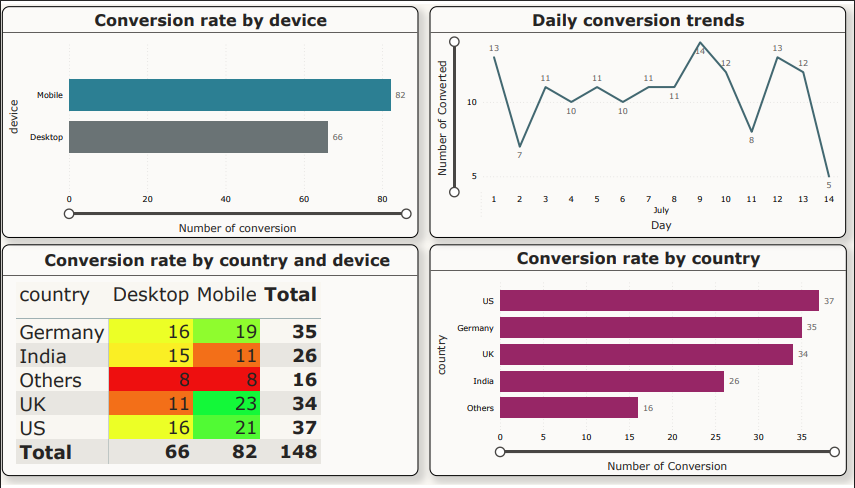 Conversion rate by device
device
Mobile 82
Desktop 66
0 20 40 60 80
Number of conversion
Daily conversion trends
Number of Converted
10
5
13 7 11 10 11 10 11 11 14 12 8 13 12 5
1 2 3 4 5 6 7 8 9 10 11 12 13 14
July
Day
Conversion rate by country and device
country Desktop Mobile Total
Germany 16 19 35
India 15 11 26
Others 8 8 16
UK 11 23 34
US 16 21 37
Total 66 82 148
Conversion rate by country
country
US 37
Germany 35
UK 34
India 26
Others 16
0 5 10 15 20 25 30 35
Number of Conversion